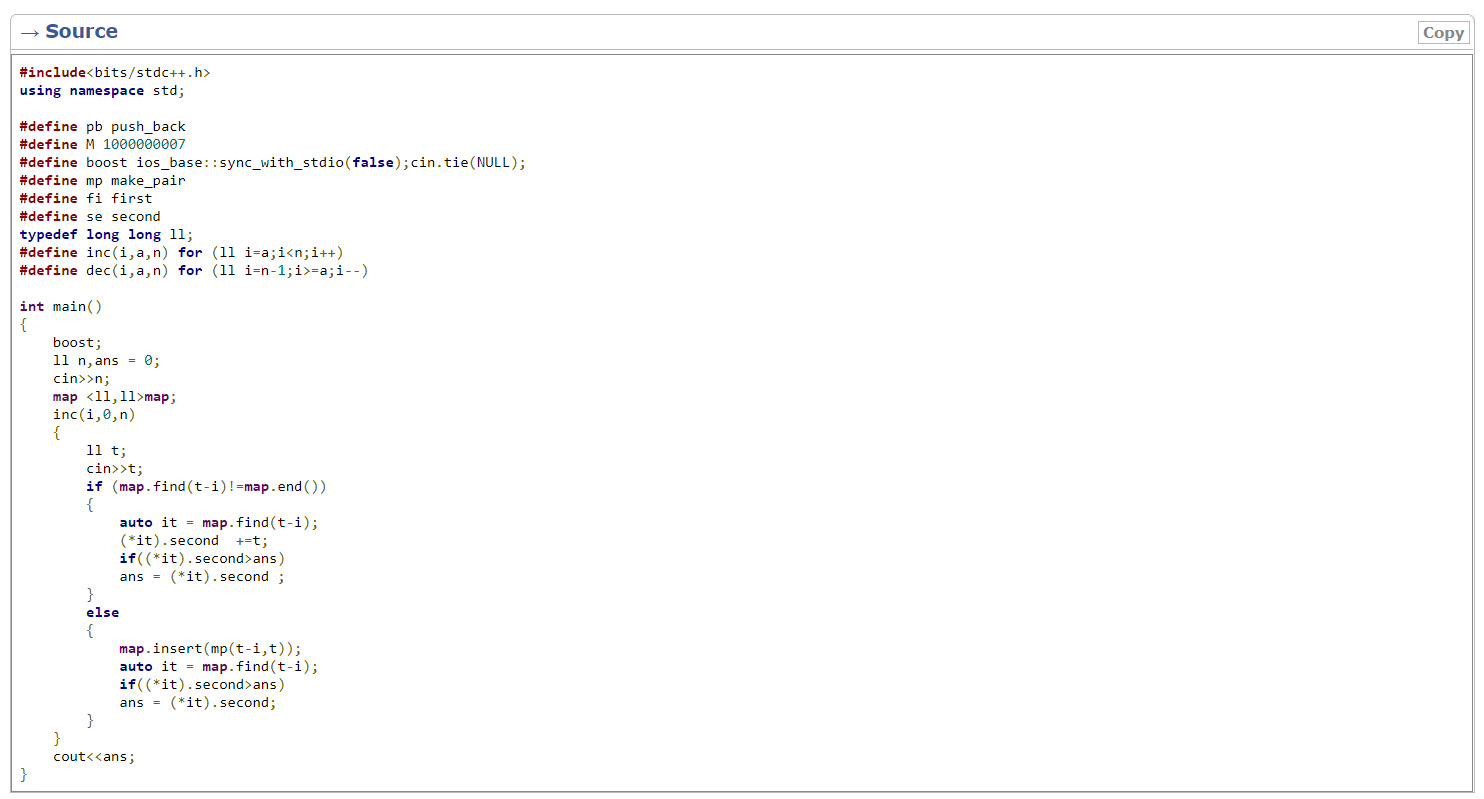 → Source
Copy
#include<bits/stdc++.h>
using namespace std;
#define pb push_back
#define M 1000000007
#define boost ios_base::sync_with_stdio(false);cin.tie(NULL);
#define mp make_pair
#define fi first
#define se second
typedef long long ll;
#define inc(i,a,n) for (ll i=a;i<n;i++)
#define dec(i,a,n) for (ll i=n-1;i>=a;i--)
int main()
{
    boost;
    ll n,ans = 0;
    cin>>n;
    map <ll,ll>map;
    inc(i,0,n)
    {
        ll t;
        cin>>t;
        if (map.find(t-i)!=map.end())
        {
            auto it = map.find(t-i);
            (*it).second  +=t;
            if((*it).second>ans)
            ans = (*it).second ;
        }
        else
        {
            map.insert(mp(t-i,t));
            auto it = map.find(t-i);
            if((*it).second>ans)
            ans = (*it).second;
        }
    }
    cout<<ans;
}